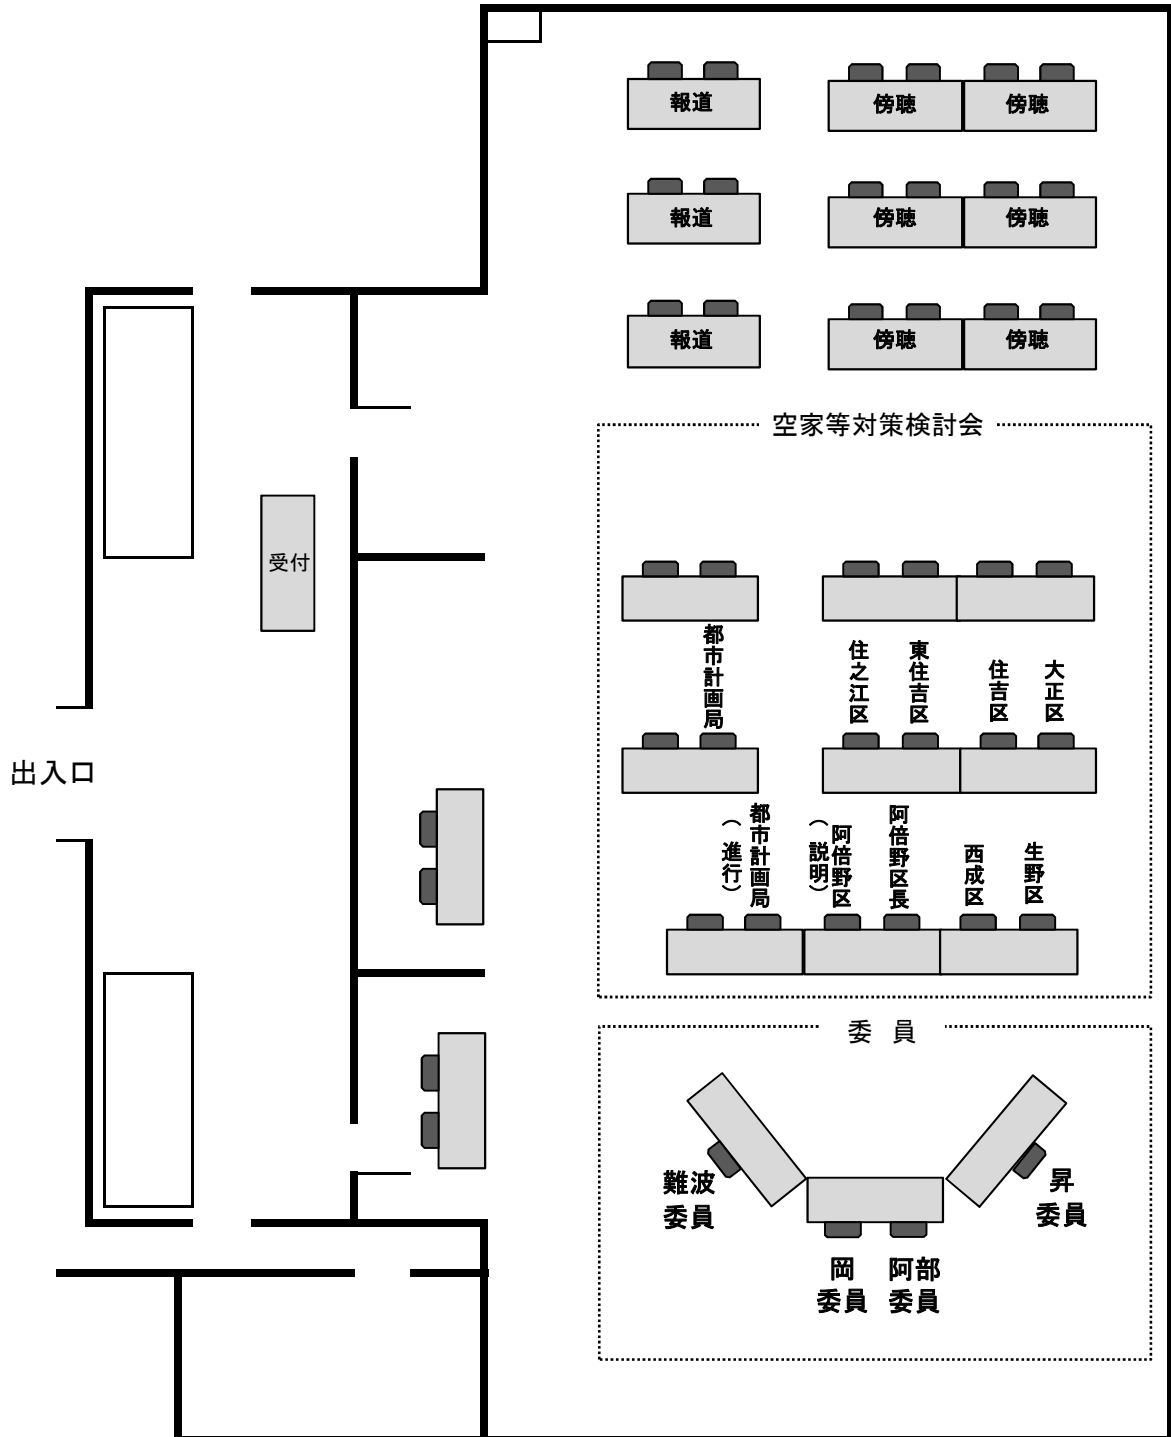 報道
傍聴
傍聴
報道
傍聴
傍聴
報道
傍聴
傍聴
空家等対策検討会
受付
都市計画局
住之江区
東住吉区
住吉区
大正区
出入口
都市計画局
（進行）
阿倍野区
（説明）
阿倍野区長
西成区
生野区
委 員
難波
委員
昇
委員
岡
委員
阿部
委員